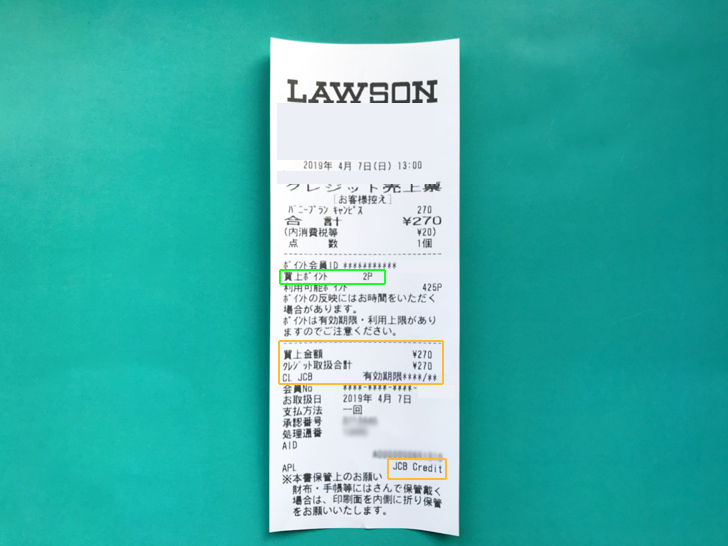 LAWSON
2019年 4月 7日(日) 13:00
クレジット売上票
[お客様控え]
ﾊﾞﾆｰﾌﾟﾗﾝ ｷｬﾝﾋﾟｽ 270
合 計 ¥270
(内消費税等 ¥20)
点 数 1個
ﾎﾟｲﾝﾄ会員ID ***********
買上ﾎﾟｲﾝﾄ 2P
利用可能ﾎﾟｲﾝﾄ 425P
ﾎﾟｲﾝﾄの反映にはお時間をいただく
場合があります。
ﾎﾟｲﾝﾄは有効期限・利用上限があり
ますのでご注意ください。
買上金額 ¥270
ｸﾚｼﾞｯﾄ取扱合計 ¥270
CL JCB 有効期限****/**
会員No ****-****-****-
お取扱日 2019年 4月 7日
支払方法 一回
承認番号
処理通番
AID
APL JCB Credit
※本書保管上のお願い
財布・手帳等にはさんで保管戴く
場合は、印刷面を内側に折り保管
をお願いいたします。